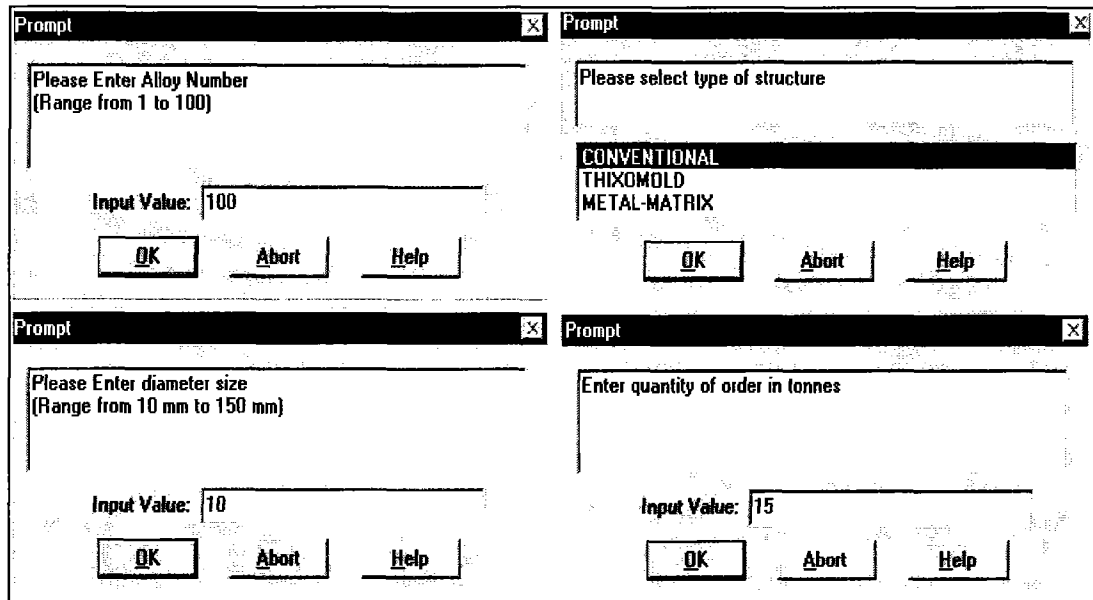 Prompt
Please Enter Alloy Number
(Range from 1 to 100)
Input Value: 100
OK Abort Help
Prompt
Please select type of structure
CONVENTIONAL
THIXOMOLD
METAL-MATRIX
OK Abort Help
Prompt
Please Enter diameter size
(Range from 10 mm to 150 mm)
Input Value: 10
OK Abort Help
Prompt
Enter quantity of order in tonnes
Input Value: 15
OK Abort Help